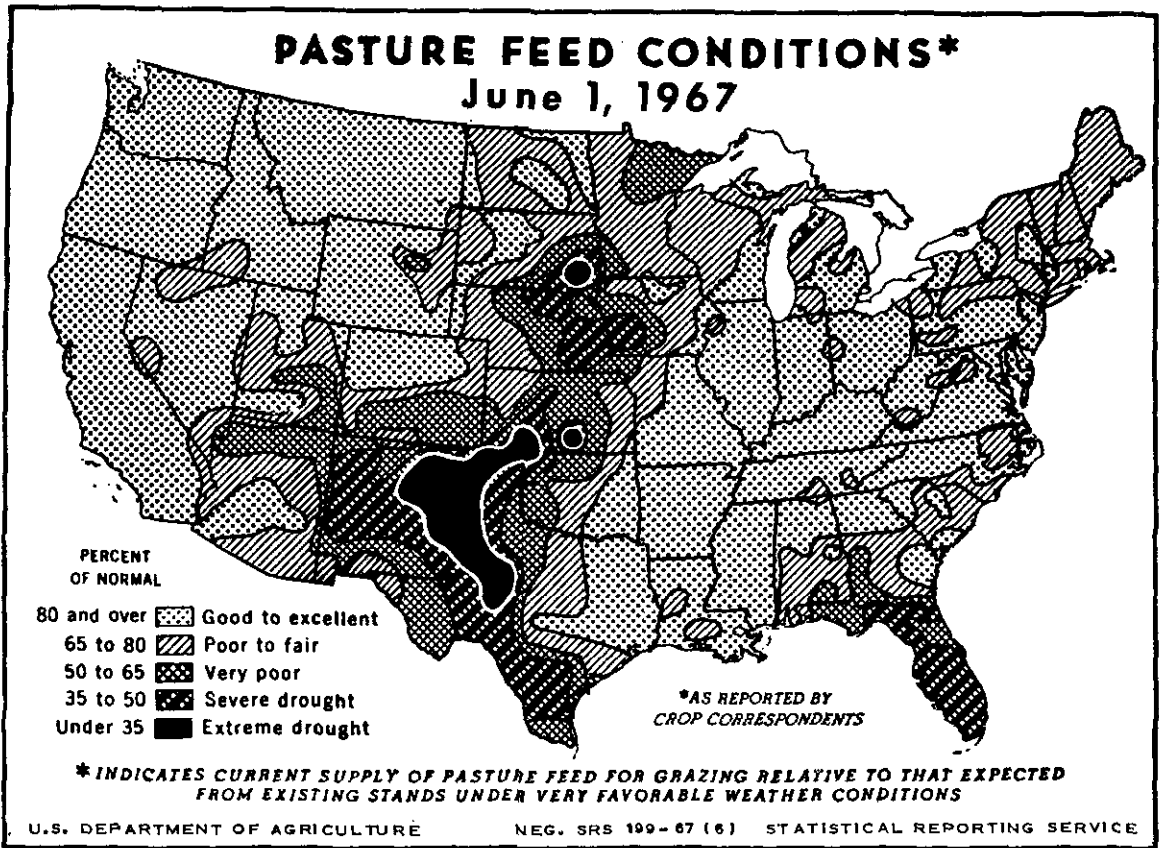 PASTURE FEED CONDITIONS*
June 1, 1967
PERCENT
OF NORMAL
80 and over Good to excellent
65 to 80 Poor to fair
50 to 65 Very poor
35 to 50 Severe drought
Under 35 Extreme drought
*AS REPORTED BY
CROP CORRESPONDENTS
*INDICATES CURRENT SUPPLY OF PASTURE FEED FOR GRAZING RELATIVE TO THAT EXPECTED
FROM EXISTING STANDS UNDER VERY FAVORABLE WEATHER CONDITIONS
U.S. DEPARTMENT OF AGRICULTURE NEG. SRS 199-67 (6) STATISTICAL REPORTING SERVICE